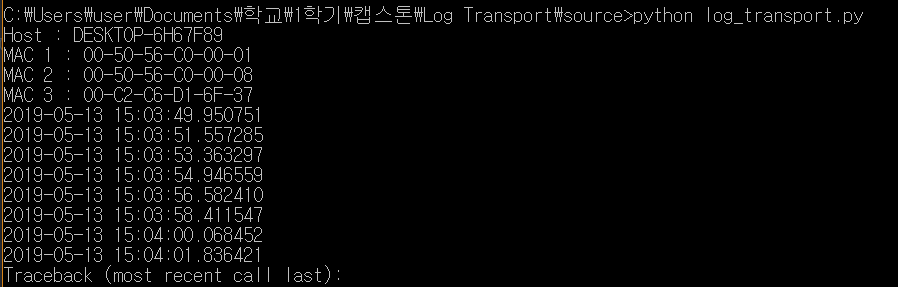 C:₩Users₩user₩Documents₩학교₩1학기₩캡스톤₩Log Transport₩source>python log_transport.py
Host : DESKTOP-6H67F89
MAC 1 : 00-50-56-C0-00-01
MAC 2 : 00-50-56-C0-00-08
MAC 3 : 00-C2-C6-D1-6F-37
2019-05-13 15:03:49.950751
2019-05-13 15:03:51.557285
2019-05-13 15:03:53.363297
2019-05-13 15:03:54.946559
2019-05-13 15:03:56.582410
2019-05-13 15:03:58.411547
2019-05-13 15:04:00.068452
2019-05-13 15:04:01.836421
Traceback (most recent call last):